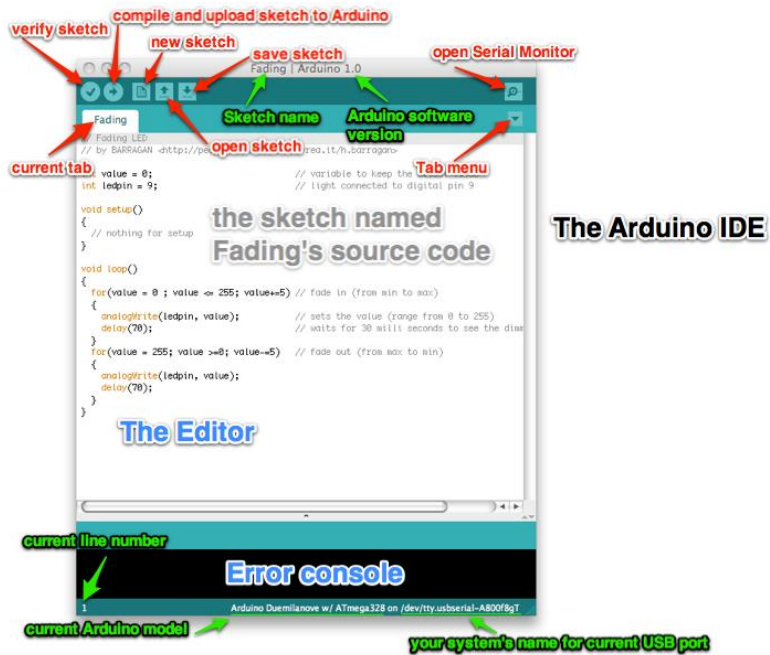 compile and upload sketch to Arduino
verify sketch
new sketch
save sketch
open Serial Monitor
Fading | Arduino 1.0
Sketch name
Arduino software
version
Fading
open sketch
current tab
Tab menu
// Fading LED
// by BARRAGAN <http://pe rea.it/h.barragan>
value = 0; // variable to keep the
int ledpin = 9; // light connected to digital pin 9
void setup()
{
// nothing for setup
}
the sketch named
Fading's source code
The Arduino IDE
void loop()
{
for(value = 0 ; value <= 255; value+=5) // fade in (from min to max)
{
analogWrite(ledpin, value); // sets the value (range from 0 to 255)
delay(70); // waits for 30 milli seconds to see the dimm
}
for(value = 255; value >=0; value-=5) // fade out (from max to min)
{
analogWrite(ledpin, value);
delay(70);
}
}
The Editor
current line number
Error console
1
Arduino Duemilanove w/ ATmega328 on /dev/tty.usbserial-A800f8gT
current Arduino model
your system's name for current USB port